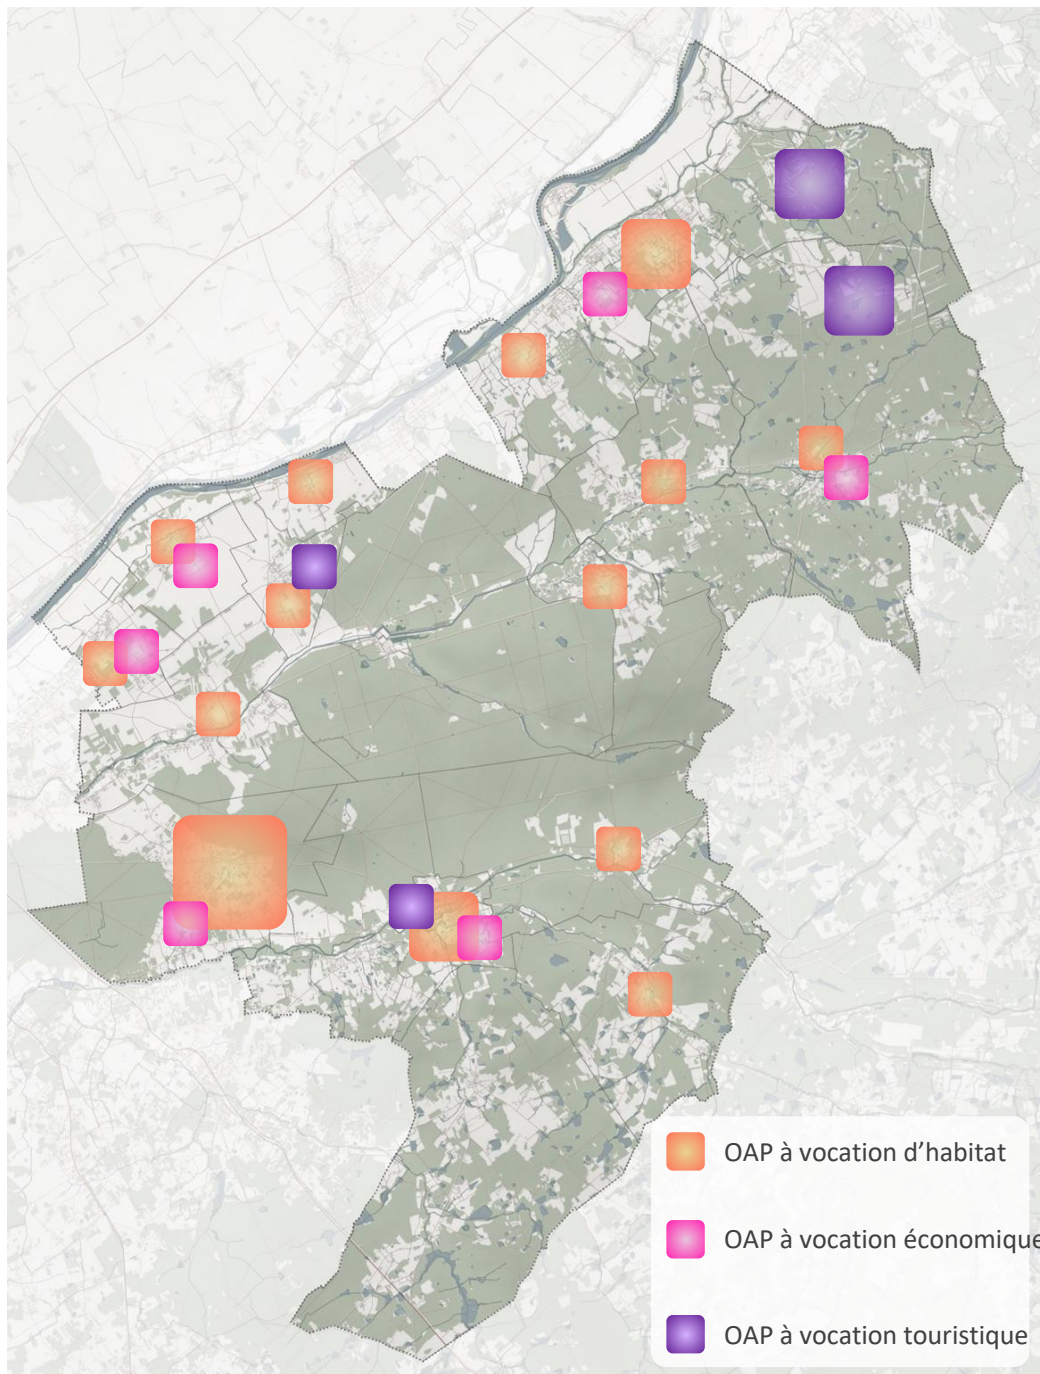 OAP à vocation d’habitat
OAP à vocation économique
OAP à vocation touristique